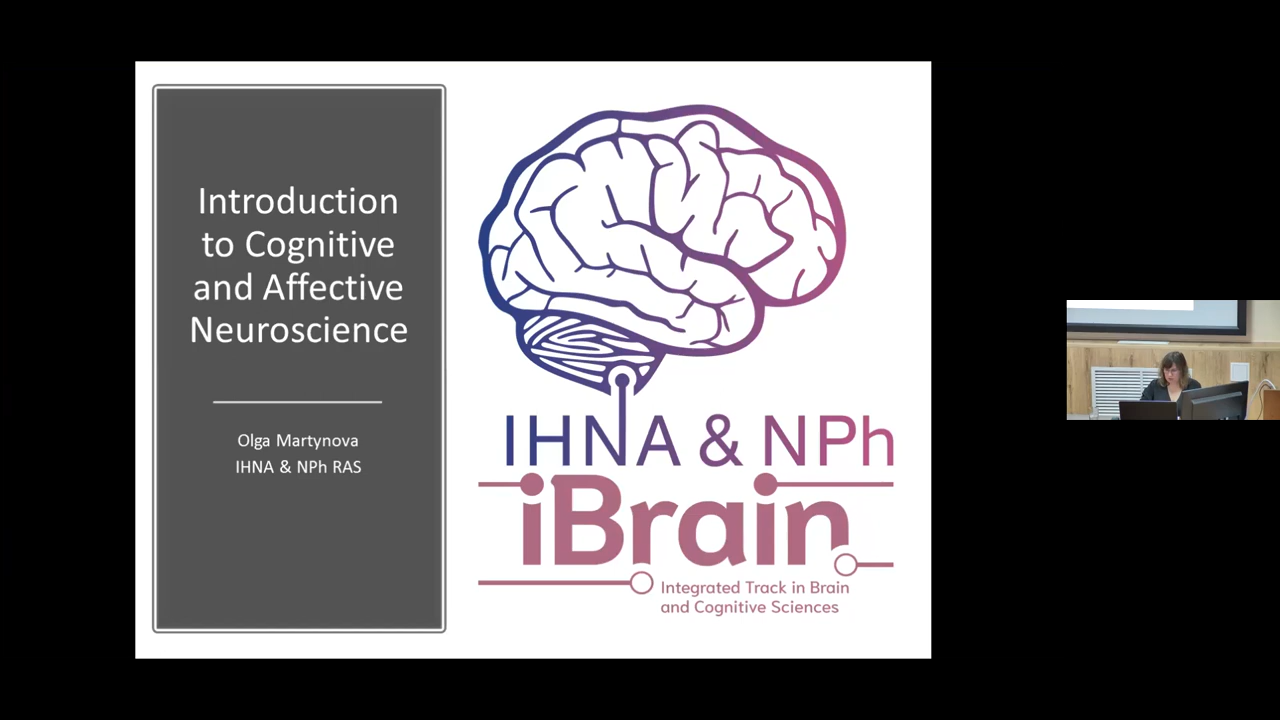 Introduction
to Cognitive
and Affective
Neuroscience
Olga Martynova
IHNA & NPh RAS
IHNA & NPh
iBrain
Integrated Track in Brain
and Cognitive Sciences